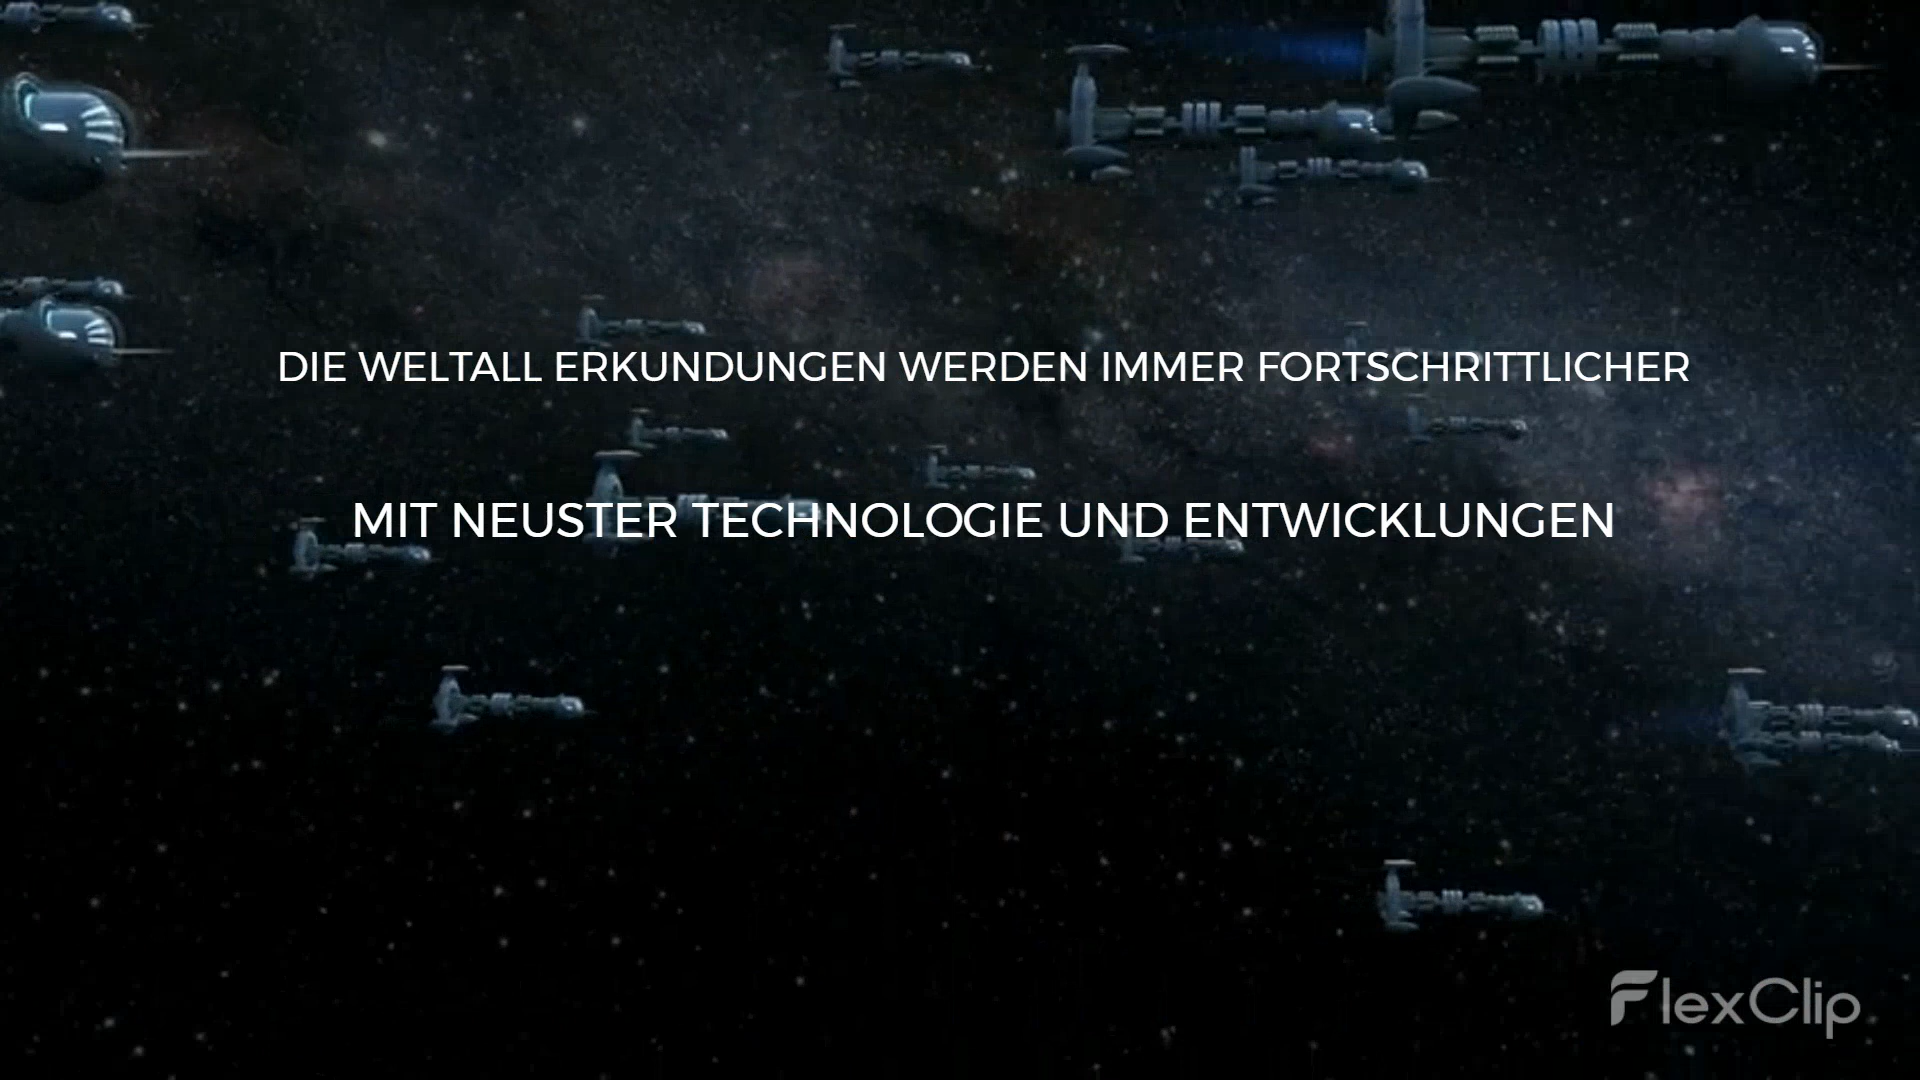 DIE WELTALL ERKUNDUNGEN WERDEN IMMER FORTSCHRITTLICHER
MIT NEUSTER TECHNOLOGIE UND ENTWICKLUNGEN
FlexClip